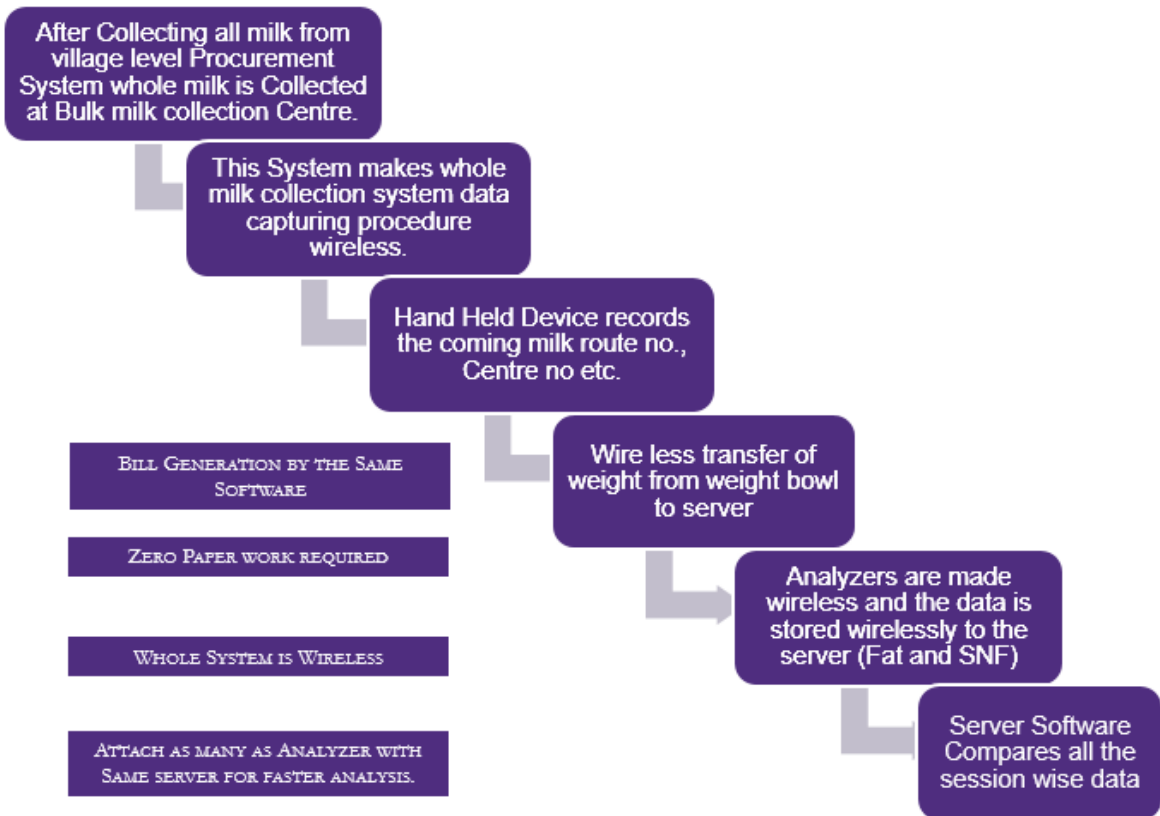 After Collecting all milk from
village level Procurement
System whole milk is Collected
at Bulk milk collection Centre.
This System makes whole
milk collection system data
capturing procedure
wireless.
Hand Held Device records
the coming milk route no.,
Centre no etc.
Wire less transfer of
weight from weight bowl
to server
Analyzers are made
wireless and the data is
stored wirelessly to the
server (Fat and SNF)
Server Software
Compares all the
session wise data
Bill Generation by the Same
Software
Zero Paper work required
Whole System is Wireless
Attach as many as Analyzer with
Same server for faster analysis.